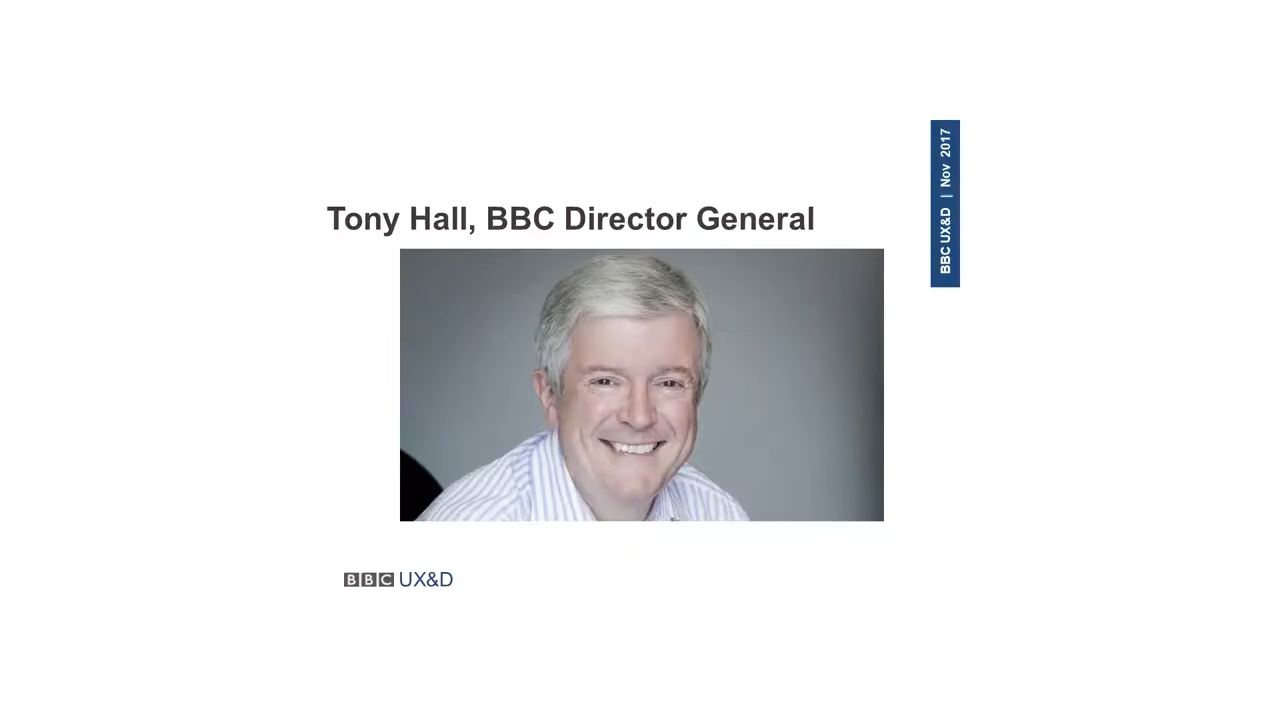 BBC UX&D | Nov 2017
Tony Hall, BBC Director General
BBC UX&D